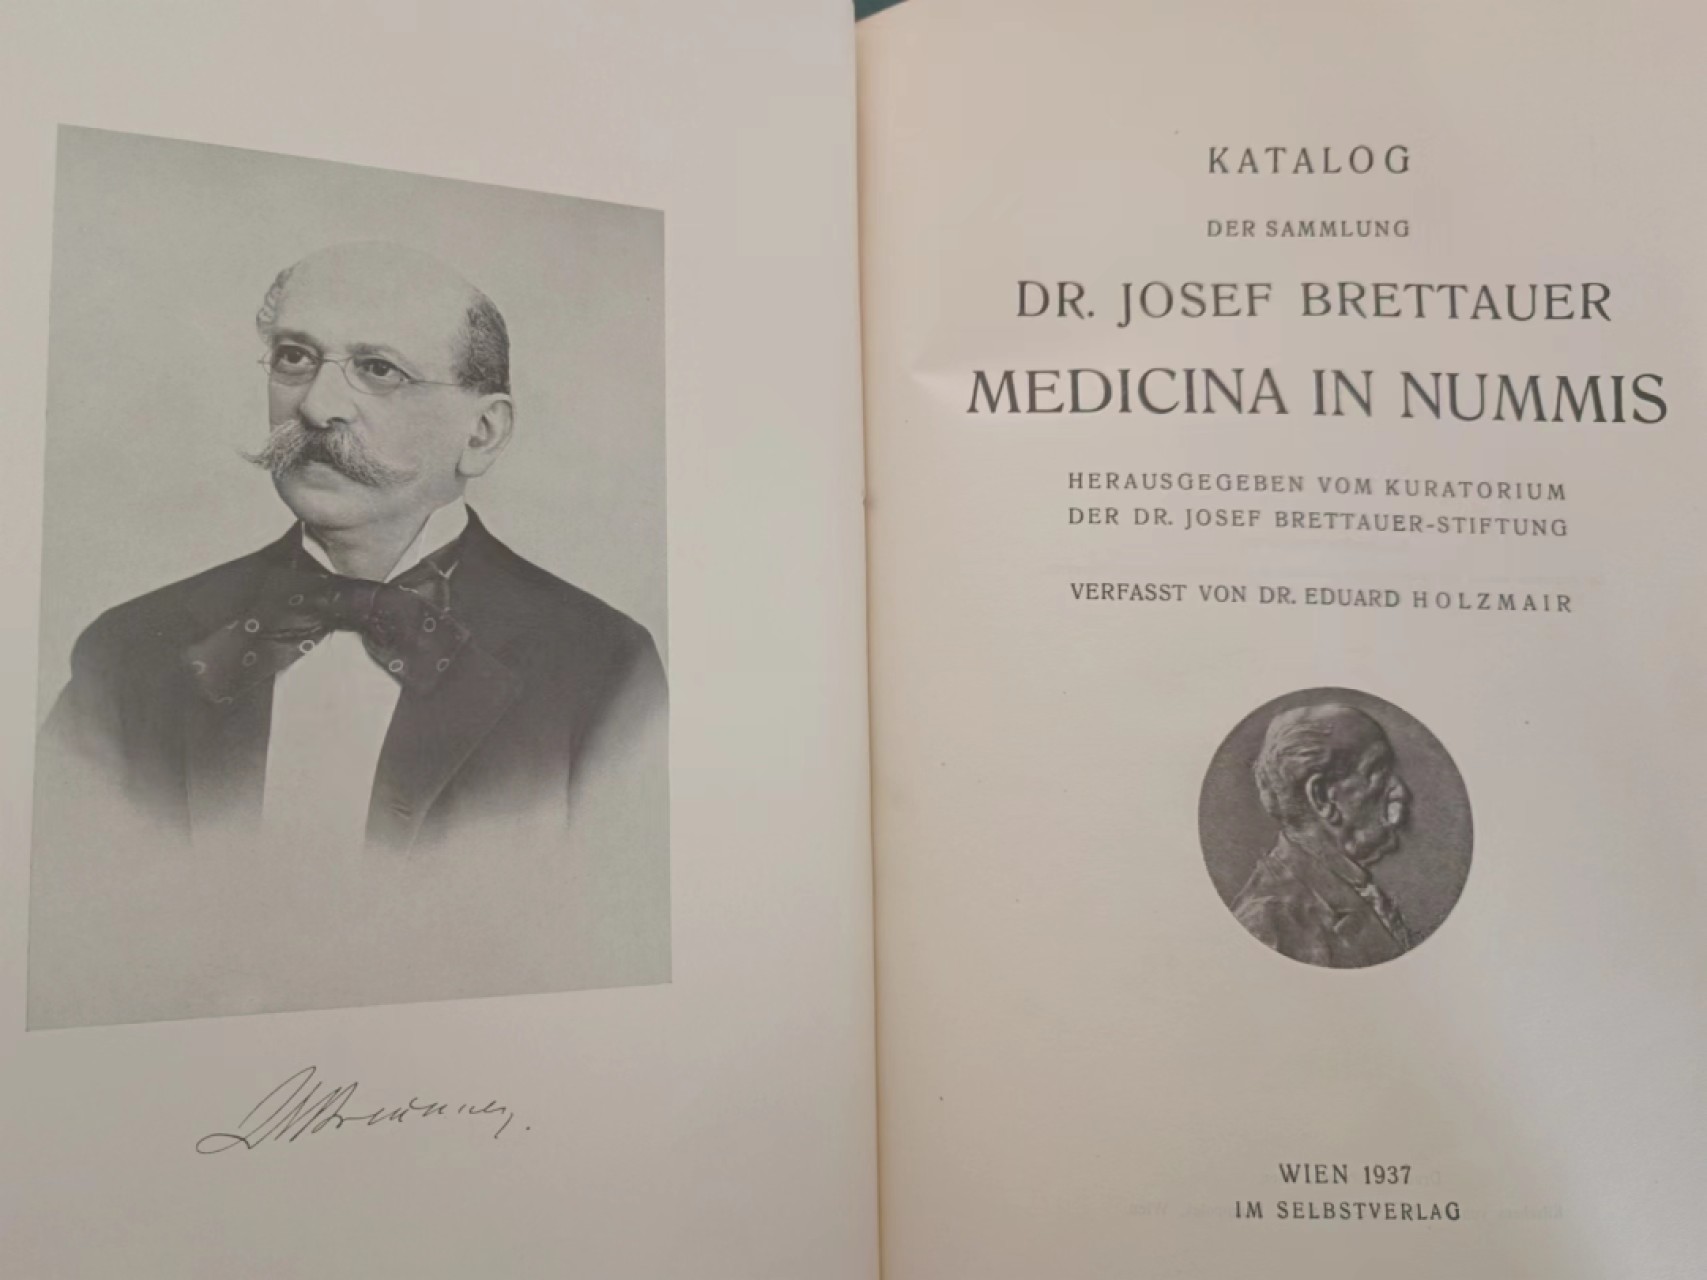 KATALOG
DER SAMMLUNG
DR. JOSEF BRETTAUER
MEDICINA IN NUMMIS
HERAUSGEGEBEN VOM KURATORIUM
DER DR. JOSEF BRETTAUER-STIFTUNG
VERFASST VON DR. EDUARD HOLZMAIR
WIEN 1937
IM SELBSTVERLAG